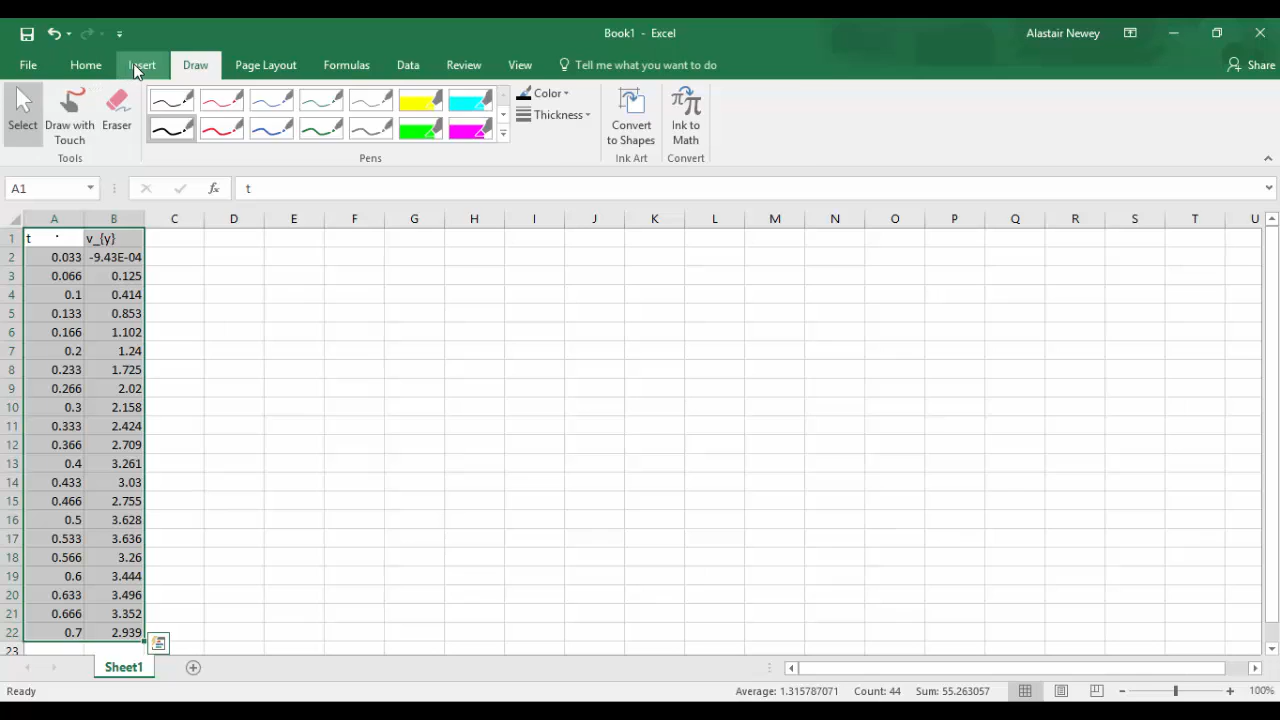 Book1 - Excel
Alastair Newey
File Home Insert Draw Page Layout Formulas Data Review View Tell me what you want to do Share
Select
Draw with Touch
Eraser
Color
Thickness
Convert to Shapes
Ink to Math
Tools Pens Ink Art Convert
A1 fx t
A B C D E F G H I J K L M N O P Q R S T U
1 t v_{y}
2 0.033 -9.43E-04
3 0.066 0.125
4 0.1 0.414
5 0.133 0.853
6 0.166 1.102
7 0.2 1.24
8 0.233 1.725
9 0.266 2.02
10 0.3 2.158
11 0.333 2.424
12 0.366 2.709
13 0.4 3.261
14 0.433 3.03
15 0.466 2.755
16 0.5 3.628
17 0.533 3.636
18 0.566 3.26
19 0.6 3.444
20 0.633 3.496
21 0.666 3.352
22 0.7 2.939
23
Sheet1
Ready Average: 1.315787071 Count: 44 Sum: 55.263057 100%